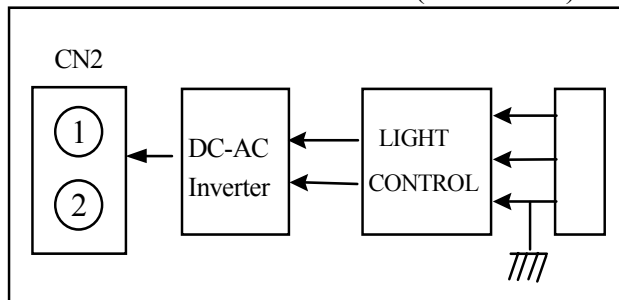 CN2
1
2
DC-AC
Inverter
LIGHT
CONTROL